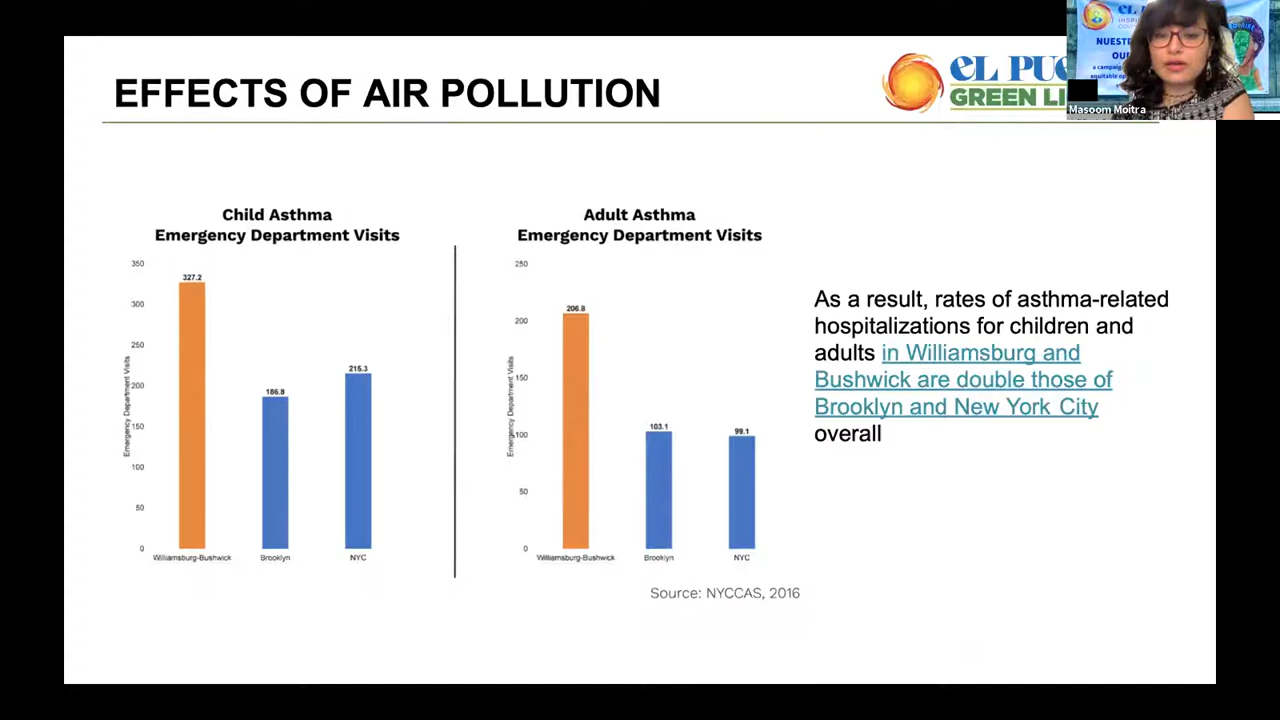 EFFECTS OF AIR POLLUTION
EL PUE
GREEN LI
EL P
INSPI
NUEST
OU
a campaig
equitable op
Masoom Moitra
Child Asthma
Emergency Department Visits
350
300
250
200
150
100
50
0
Emergency Department Visits
327.2
186.8
215.3
Williamsburg-Bushwick
Brooklyn
NYC
Adult Asthma
Emergency Department Visits
250
200
150
100
50
0
Emergency Department Visits
206.8
103.1
99.1
Williamsburg-Bushwick
Brooklyn
NYC
As a result, rates of asthma-related
hospitalizations for children and
adults in Williamsburg and
Bushwick are double those of
Brooklyn and New York City
overall
Source: NYCCAS, 2016